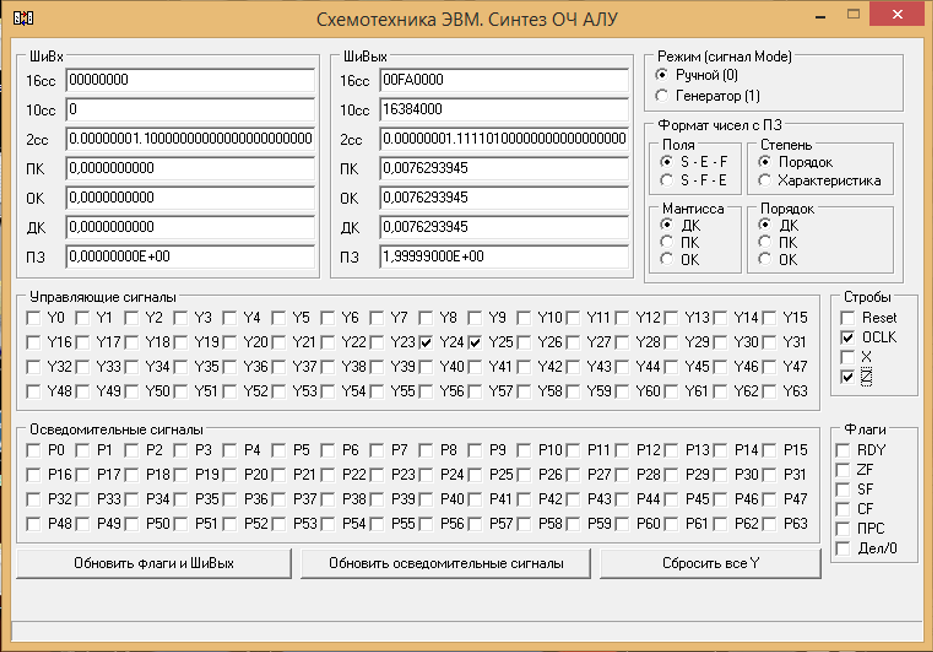 Схемотехника ЭВМ. Синтез ОЧ АЛУ
ШиВх
16сс 00000000
10сс 0
2сс 0.00000001.10000000000000000000000
ПК 0,0000000000
ОК 0,0000000000
ДК 0,0000000000
ПЗ 0,00000000E+00
ШиВых
16сс 00FA0000
10сс 16384000
2сс 0.00000001.11110100000000000000000
ПК 0,0076293945
ОК 0,0076293945
ДК 0,0076293945
ПЗ 1,99999000E+00
Режим (сигнал Mode)
Ручной (0)
Генератор (1)
Формат чисел с ПЗ
Поля
S - E - F
S - F - E
Степень
Порядок
Характеристика
Мантисса
ДК
ПК
ОК
Порядок
ДК
ПК
ОК
Управляющие сигналы
Y0 Y1 Y2 Y3 Y4 Y5 Y6 Y7 Y8 Y9 Y10 Y11 Y12 Y13 Y14 Y15
Y16 Y17 Y18 Y19 Y20 Y21 Y22 Y23 Y24 Y25 Y26 Y27 Y28 Y29 Y30 Y31
Y32 Y33 Y34 Y35 Y36 Y37 Y38 Y39 Y40 Y41 Y42 Y43 Y44 Y45 Y46 Y47
Y48 Y49 Y50 Y51 Y52 Y53 Y54 Y55 Y56 Y57 Y58 Y59 Y60 Y61 Y62 Y63
Стробы
Reset
OCLK
X
Z
Осведомительные сигналы
P0 P1 P2 P3 P4 P5 P6 P7 P8 P9 P10 P11 P12 P13 P14 P15
P16 P17 P18 P19 P20 P21 P22 P23 P24 P25 P26 P27 P28 P29 P30 P31
P32 P33 P34 P35 P36 P37 P38 P39 P40 P41 P42 P43 P44 P45 P46 P47
P48 P49 P50 P51 P52 P53 P54 P55 P56 P57 P58 P59 P60 P61 P62 P63
Флаги
RDY
ZF
SF
CF
ПРС
Дел/0
Обновить флаги и ШиВых
Обновить осведомительные сигналы
Сбросить все Y